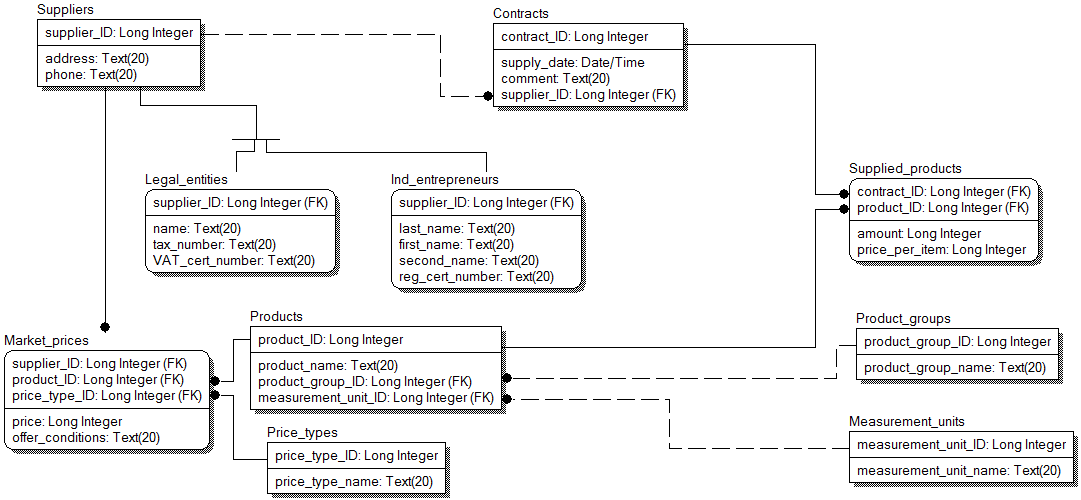 Suppliers
supplier_ID: Long Integer
address: Text(20)
phone: Text(20)
Contracts
contract_ID: Long Integer
supply_date: Date/Time
comment: Text(20)
supplier_ID: Long Integer (FK)
Legal_entities
supplier_ID: Long Integer (FK)
name: Text(20)
tax_number: Text(20)
VAT_cert_number: Text(20)
Ind_entrepreneurs
supplier_ID: Long Integer (FK)
last_name: Text(20)
first_name: Text(20)
second_name: Text(20)
reg_cert_number: Text(20)
Supplied_products
contract_ID: Long Integer (FK)
product_ID: Long Integer (FK)
amount: Long Integer
price_per_item: Long Integer
Market_prices
supplier_ID: Long Integer (FK)
product_ID: Long Integer (FK)
price_type_ID: Long Integer (FK)
price: Long Integer
offer_conditions: Text(20)
Products
product_ID: Long Integer
product_name: Text(20)
product_group_ID: Long Integer (FK)
measurement_unit_ID: Long Integer (FK)
Product_groups
product_group_ID: Long Integer
product_group_name: Text(20)
Price_types
price_type_ID: Long Integer
price_type_name: Text(20)
Measurement_units
measurement_unit_ID: Long Integer
measurement_unit_name: Text(20)